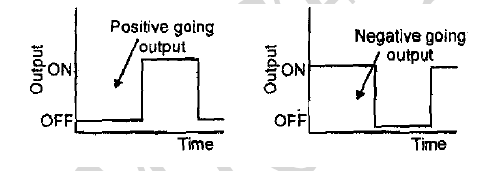 Positive going
output
Output
ON
OFF
Time
Negative going
output
Output
ON
OFF
Time